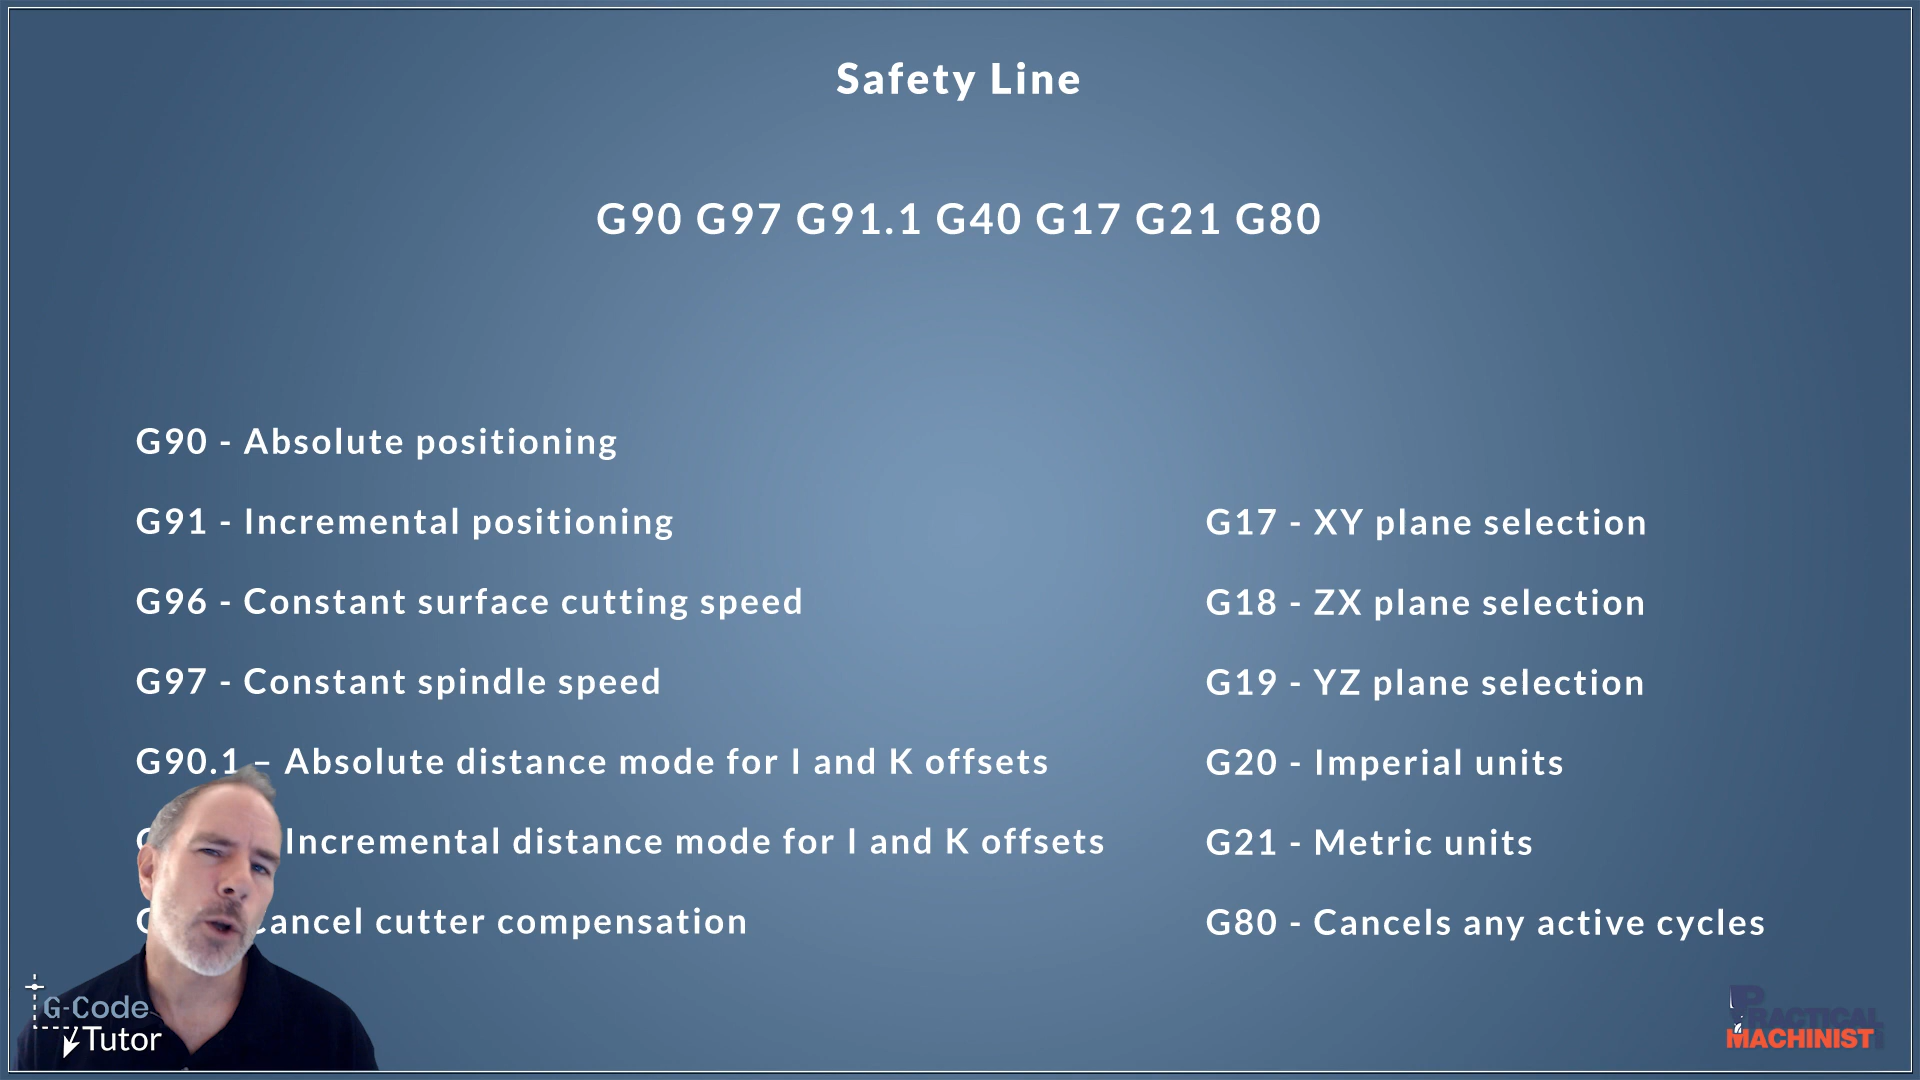 Safety Line
G90 G97 G91.1 G40 G17 G21 G80
G90 - Absolute positioning
G91 - Incremental positioning
G96 - Constant surface cutting speed
G97 - Constant spindle speed
G90.1 – Absolute distance mode for I and K offsets
Incremental distance mode for I and K offsets
cutter compensation
G17 - XY plane selection
G18 - ZX plane selection
G19 - YZ plane selection
G20 - Imperial units
G21 - Metric units
G80 - Cancels any active cycles
G-Code
Tutor
PRACTICAL
MACHINIST